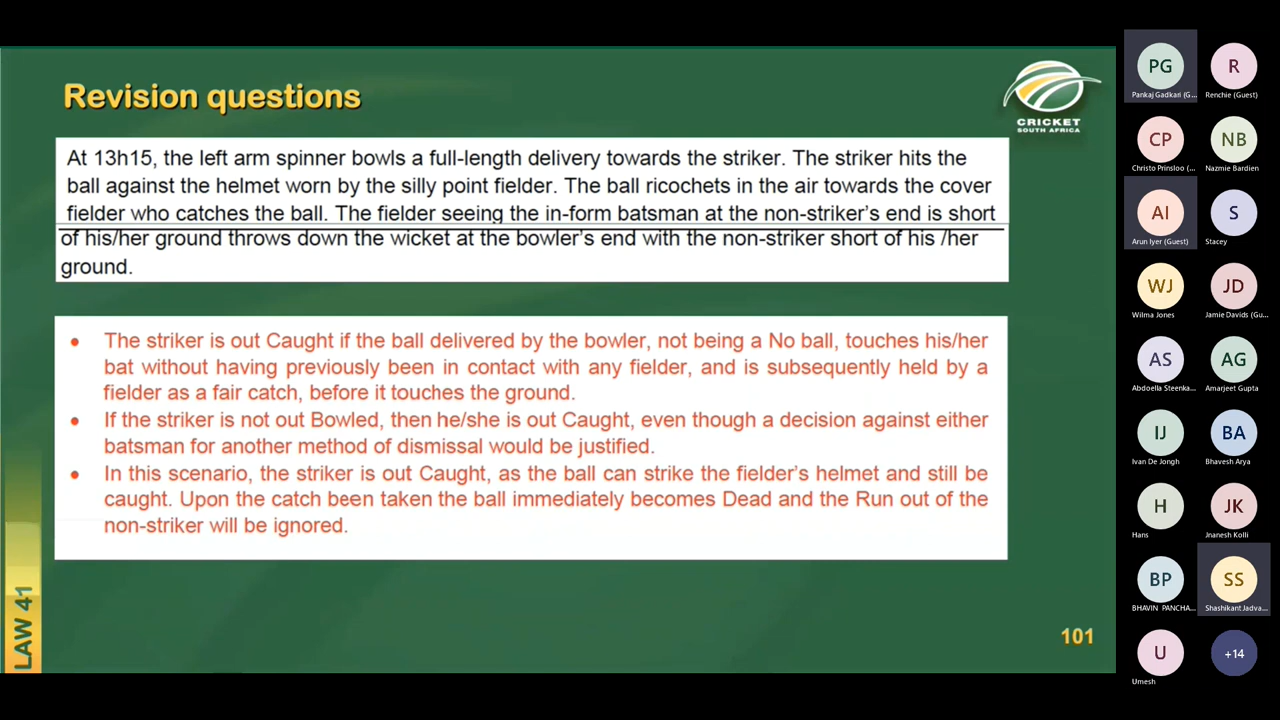 Revision questions
CRICKET
SOUTH AFRICA
At 13h15, the left arm spinner bowls a full-length delivery towards the striker. The striker hits the
ball against the helmet worn by the silly point fielder. The ball ricochets in the air towards the cover
fielder who catches the ball. The fielder seeing the in-form batsman at the non-striker's end is short
of his/her ground throws down the wicket at the bowler's end with the non-striker short of his /her
ground.
• The striker is out Caught if the ball delivered by the bowler, not being a No ball, touches his/her
bat without having previously been in contact with any fielder, and is subsequently held by a
fielder as a fair catch, before it touches the ground.
• If the striker is not out Bowled, then he/she is out Caught, even though a decision against either
batsman for another method of dismissal would be justified.
• In this scenario, the striker is out Caught, as the ball can strike the fielder's helmet and still be
caught. Upon the catch been taken the ball immediately becomes Dead and the Run out of the
non-striker will be ignored.
LAW 41
101
PG
Pankaj Gadkari (G...
R
Renchie (Guest)
CP
Christo Prinsloo (...
NB
Nazmie Bardien
AI
Arun Iyer (Guest)
S
Stacey
WJ
Wilma Jones
JD
Jamie Davids (Gu...
AS
Abdoella Steenka...
AG
Amarjeet Gupta
IJ
Ivan De Jongh
BA
Bhavesh Arya
H
Hans
JK
Jnanesh Kolli
BP
BHAVIN PANCHA...
SS
Shashikant Jadva...
U
Umesh
+14